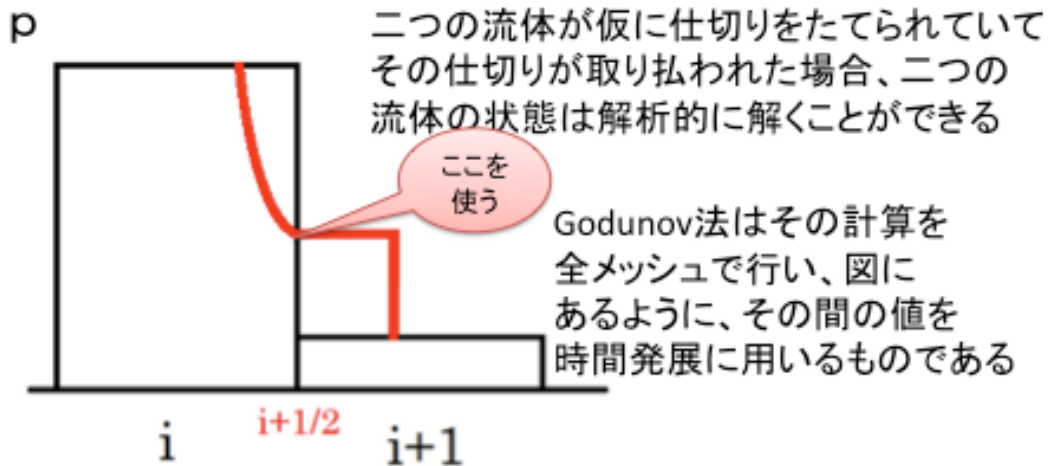 p
二つの流体が仮に仕切りをたてられていて
その仕切りが取り払われた場合、二つの
流体の状態は解析的に解くことができる
ここを
使う
Godunov法はその計算を
全メッシュで行い、図に
あるように、その間の値を
時間発展に用いるものである
i
i+1/2
i+1